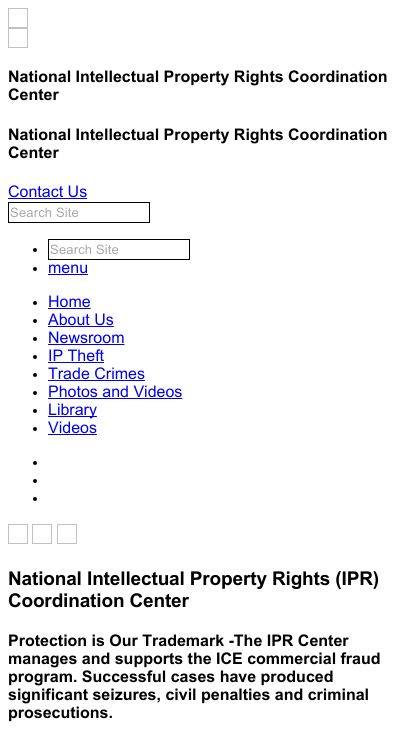 National Intellectual Property Rights Coordination
Center
National Intellectual Property Rights Coordination
Center
Contact Us
Search Site
Search Site
menu
Home
About Us
Newsroom
IP Theft
Trade Crimes
Photos and Videos
Library
Videos
National Intellectual Property Rights (IPR)
Coordination Center
Protection is Our Trademark -The IPR Center
manages and supports the ICE commercial fraud
program. Successful cases have produced
significant seizures, civil penalties and criminal
prosecutions.